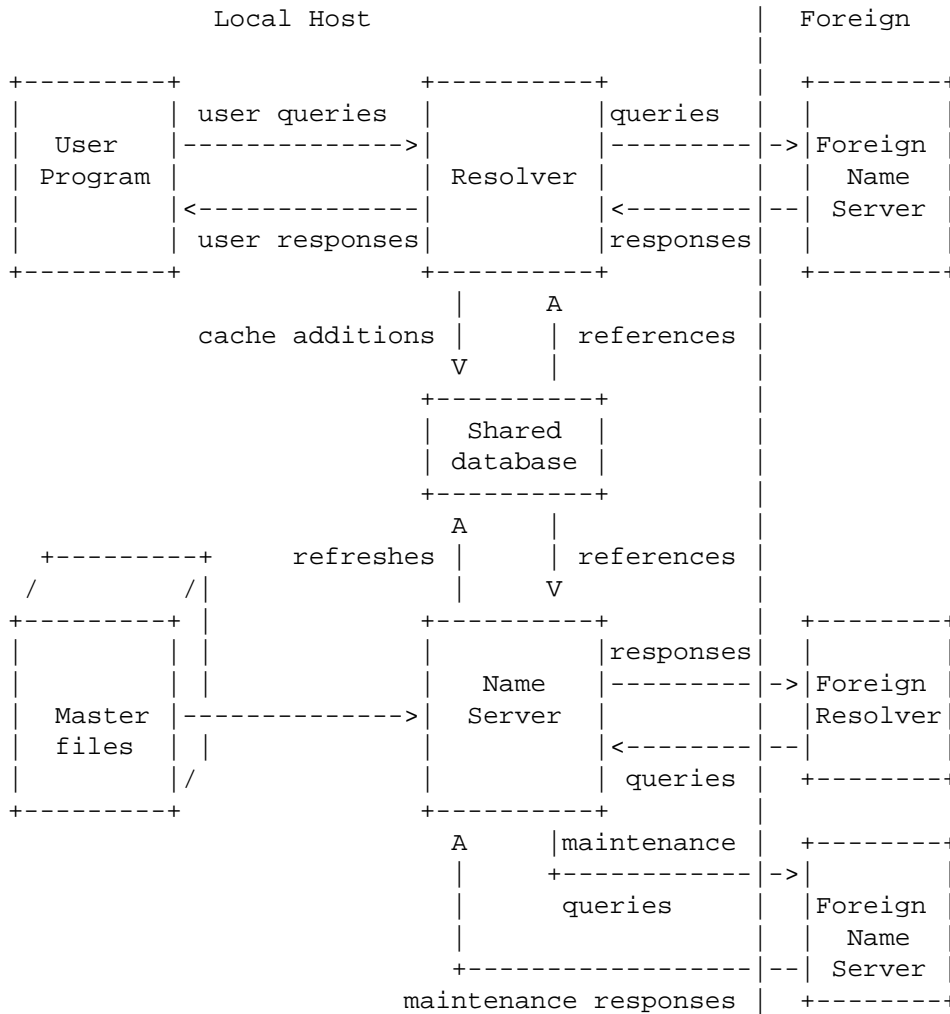 Local Host | Foreign
user queries queries
User Foreign
Program Resolver Name
Server
user responses responses
A
cache additions references
V
Shared
database
A
refreshes references
V
responses
Name Foreign
Master Server Resolver
files
queries
A maintenance
queries Foreign
Name
Server
maintenance responses